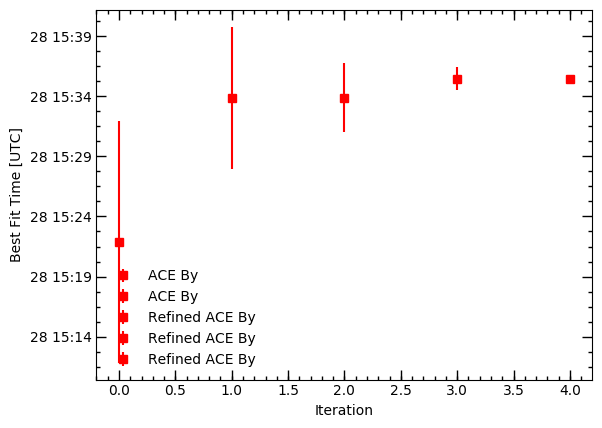 28 15:39
28 15:34
28 15:29
28 15:24
28 15:19
28 15:14
Best Fit Time [UTC]
ACE By
ACE By
Refined ACE By
Refined ACE By
Refined ACE By
0.0 0.5 1.0 1.5 2.0 2.5 3.0 3.5 4.0
Iteration